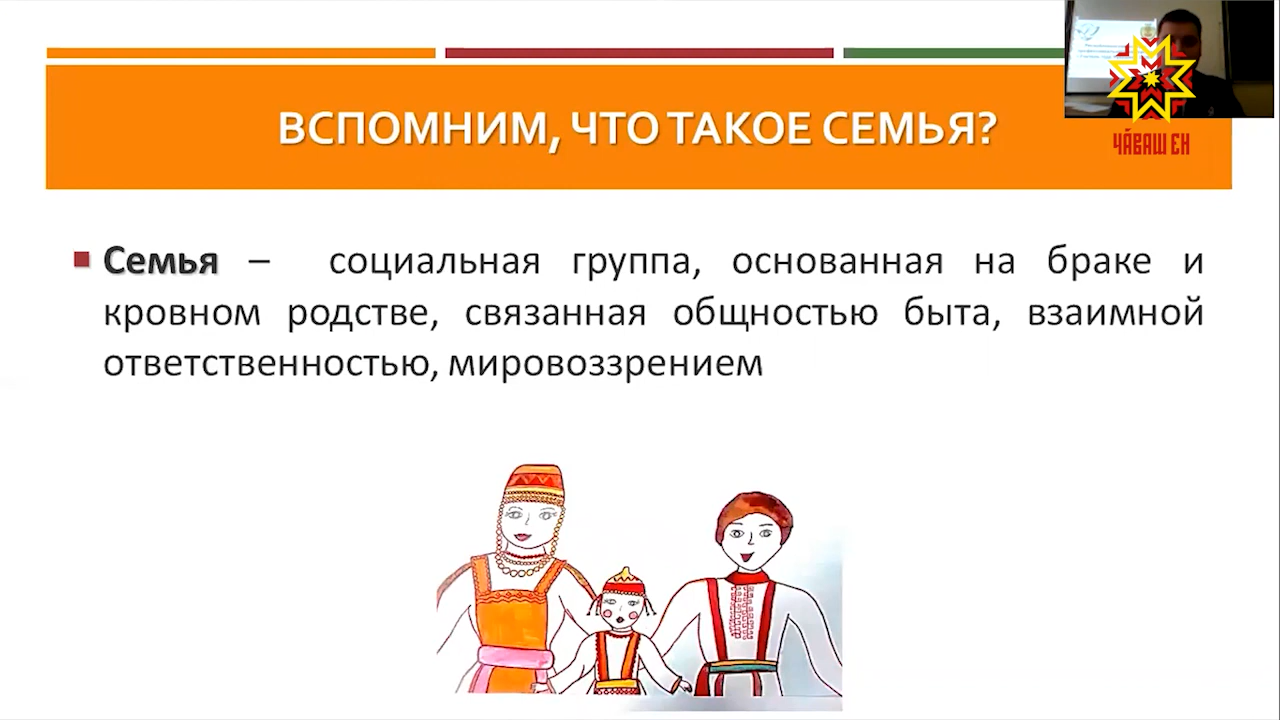 ВСПОМНИМ, ЧТО ТАКОЕ СЕМЬЯ?
ЧӐВАШ ЕН
Семья – социальная группа, основанная на браке и
кровном родстве, связанная общностью быта, взаимной
ответственностью, мировоззрением